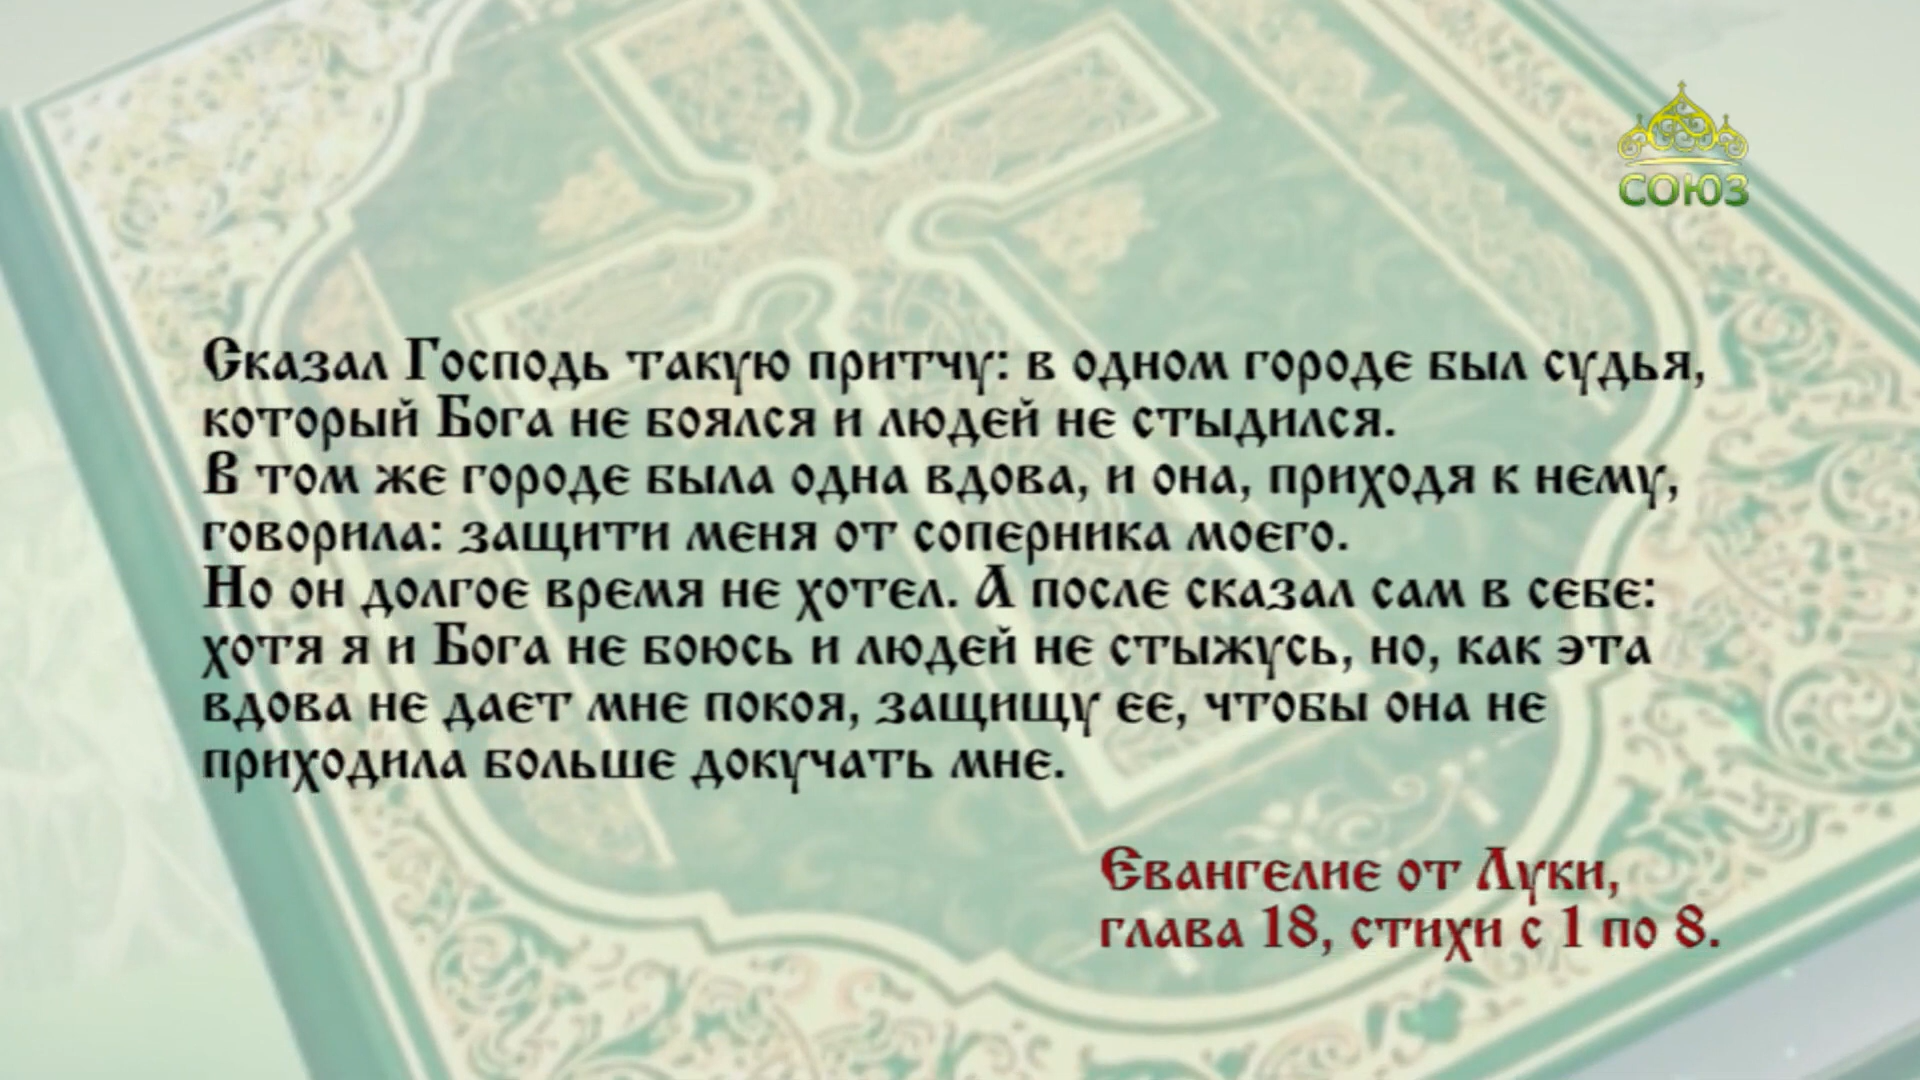 СОЮЗ
Сказал Господь такую притчу: в одном городе был судья,
который Бога не боялся и людей не стыдился.
В том же городе была одна вдова, и она, приходя к нему,
говорила: защити меня от соперника моего.
Но он долгое время не хотел. А после сказал сам в себе:
хотя я и Бога не боюсь и людей не стыжусь, но, как эта
вдова не дает мне покоя, защищу ее, чтобы она не
приходила больше докучать мне.
Евангелие от Луки,
глава 18, стихи с 1 по 8.